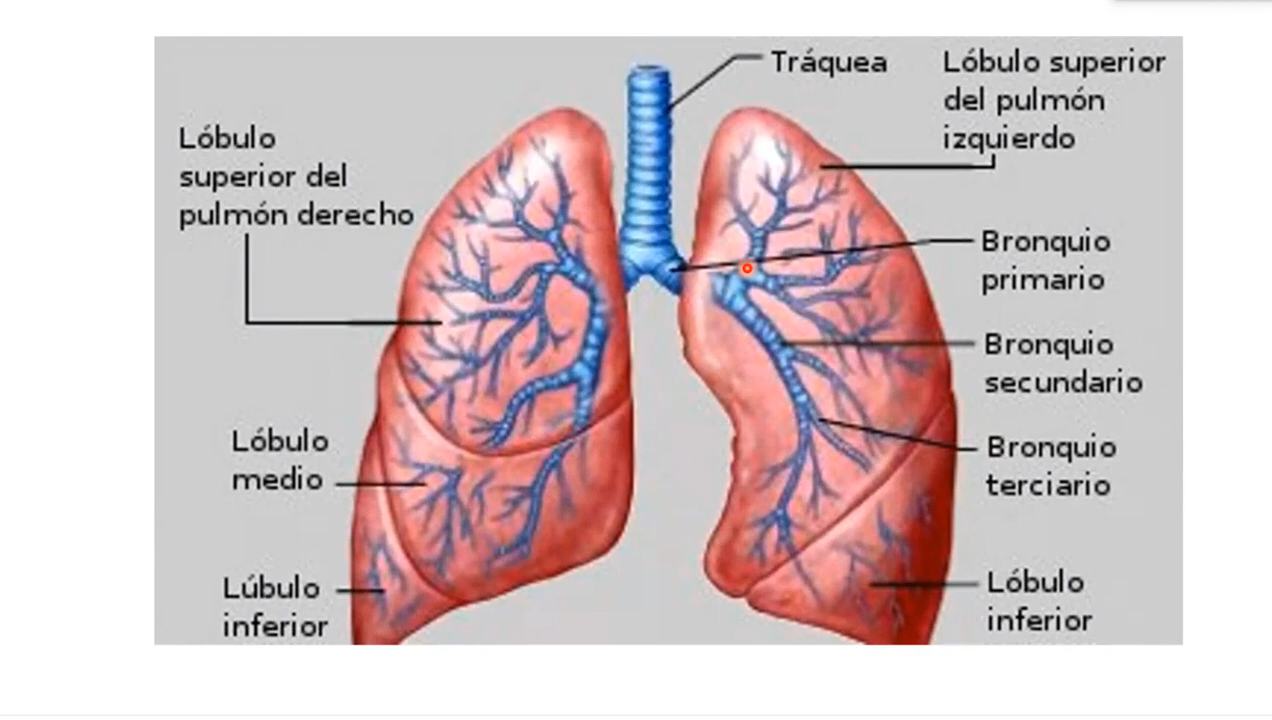 Tráquea
Lóbulo superior
del pulmón
izquierdo
Lóbulo
superior del
pulmón derecho
Bronquio
primario
Bronquio
secundario
Lóbulo
medio
Bronquio
terciario
Lúbulo
inferior
Lóbulo
inferior